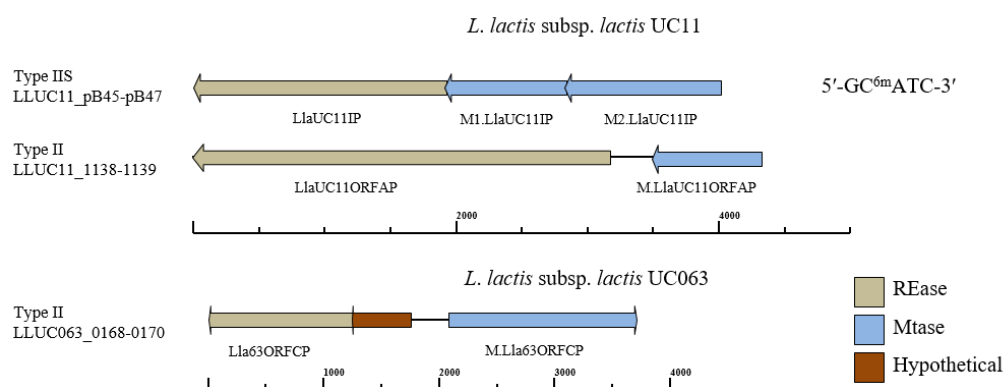 L. lactis subsp. lactis UC11
Type IIS
LLUC11_pB45-pB47
5′-GC⁶ᵐATC-3′
LlaUC11IP
M1.LlaUC11IP
M2.LlaUC11IP
Type II
LLUC11_1138-1139
LlaUC11ORFAP
M.LlaUC11ORFAP
2000
4000
L. lactis subsp. lactis UC063
Type II
LLUC063_0168-0170
Lla63ORFCP
M.Lla63ORFCP
1000
2000
3000
4000
REase
Mtase
Hypothetical